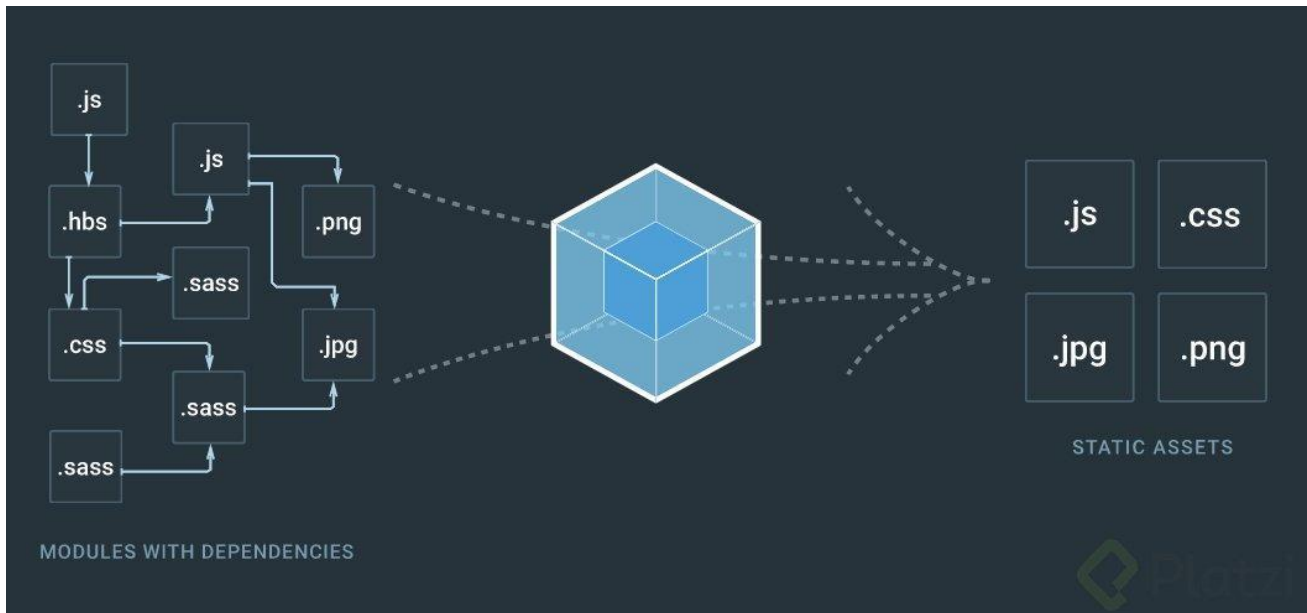 .js
.js
.hbs
.png
.sass
.css
.jpg
.sass
.sass
MODULES WITH DEPENDENCIES
.js
.css
.jpg
.png
STATIC ASSETS
Platzi